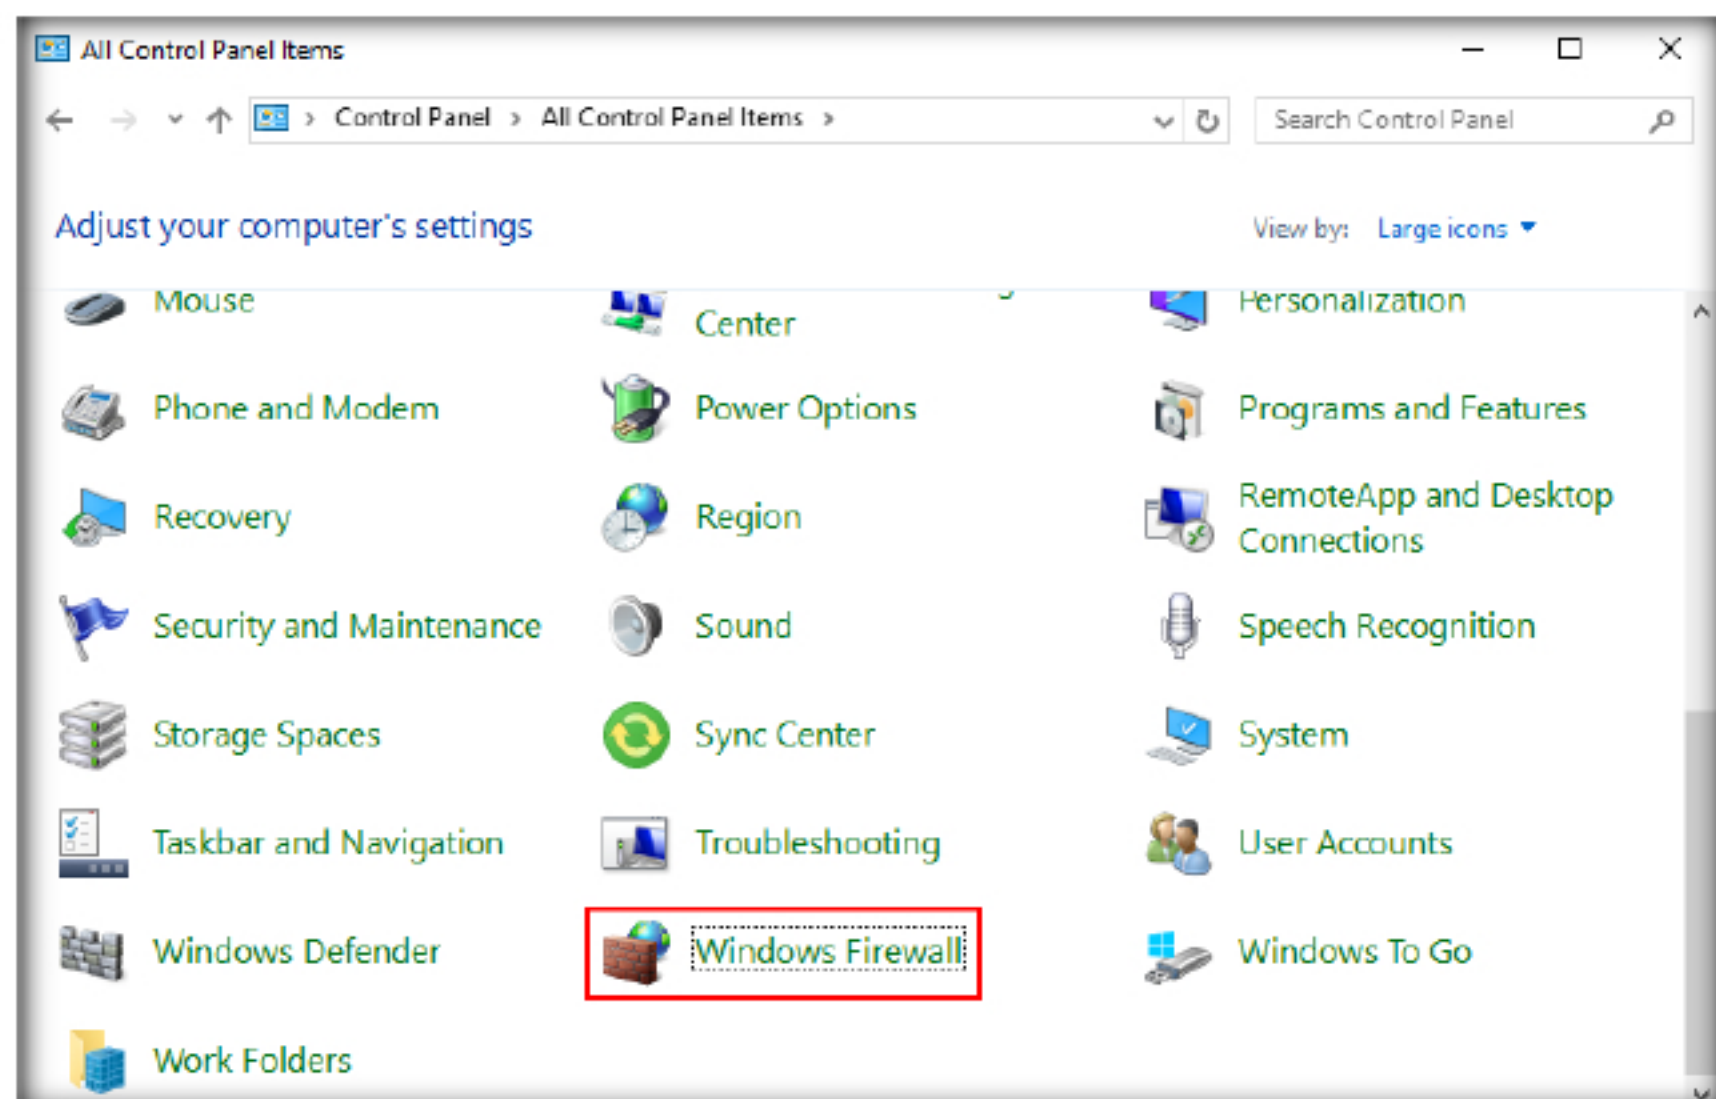 All Control Panel Items
Control Panel > All Control Panel Items >
Search Control Panel
Adjust your computer's settings
View by: Large icons
Mouse
Center
Personalization
Phone and Modem
Power Options
Programs and Features
Recovery
Region
RemoteApp and Desktop
Connections
Security and Maintenance
Sound
Speech Recognition
Storage Spaces
Sync Center
System
Taskbar and Navigation
Troubleshooting
User Accounts
Windows Defender
Windows Firewall
Windows To Go
Work Folders